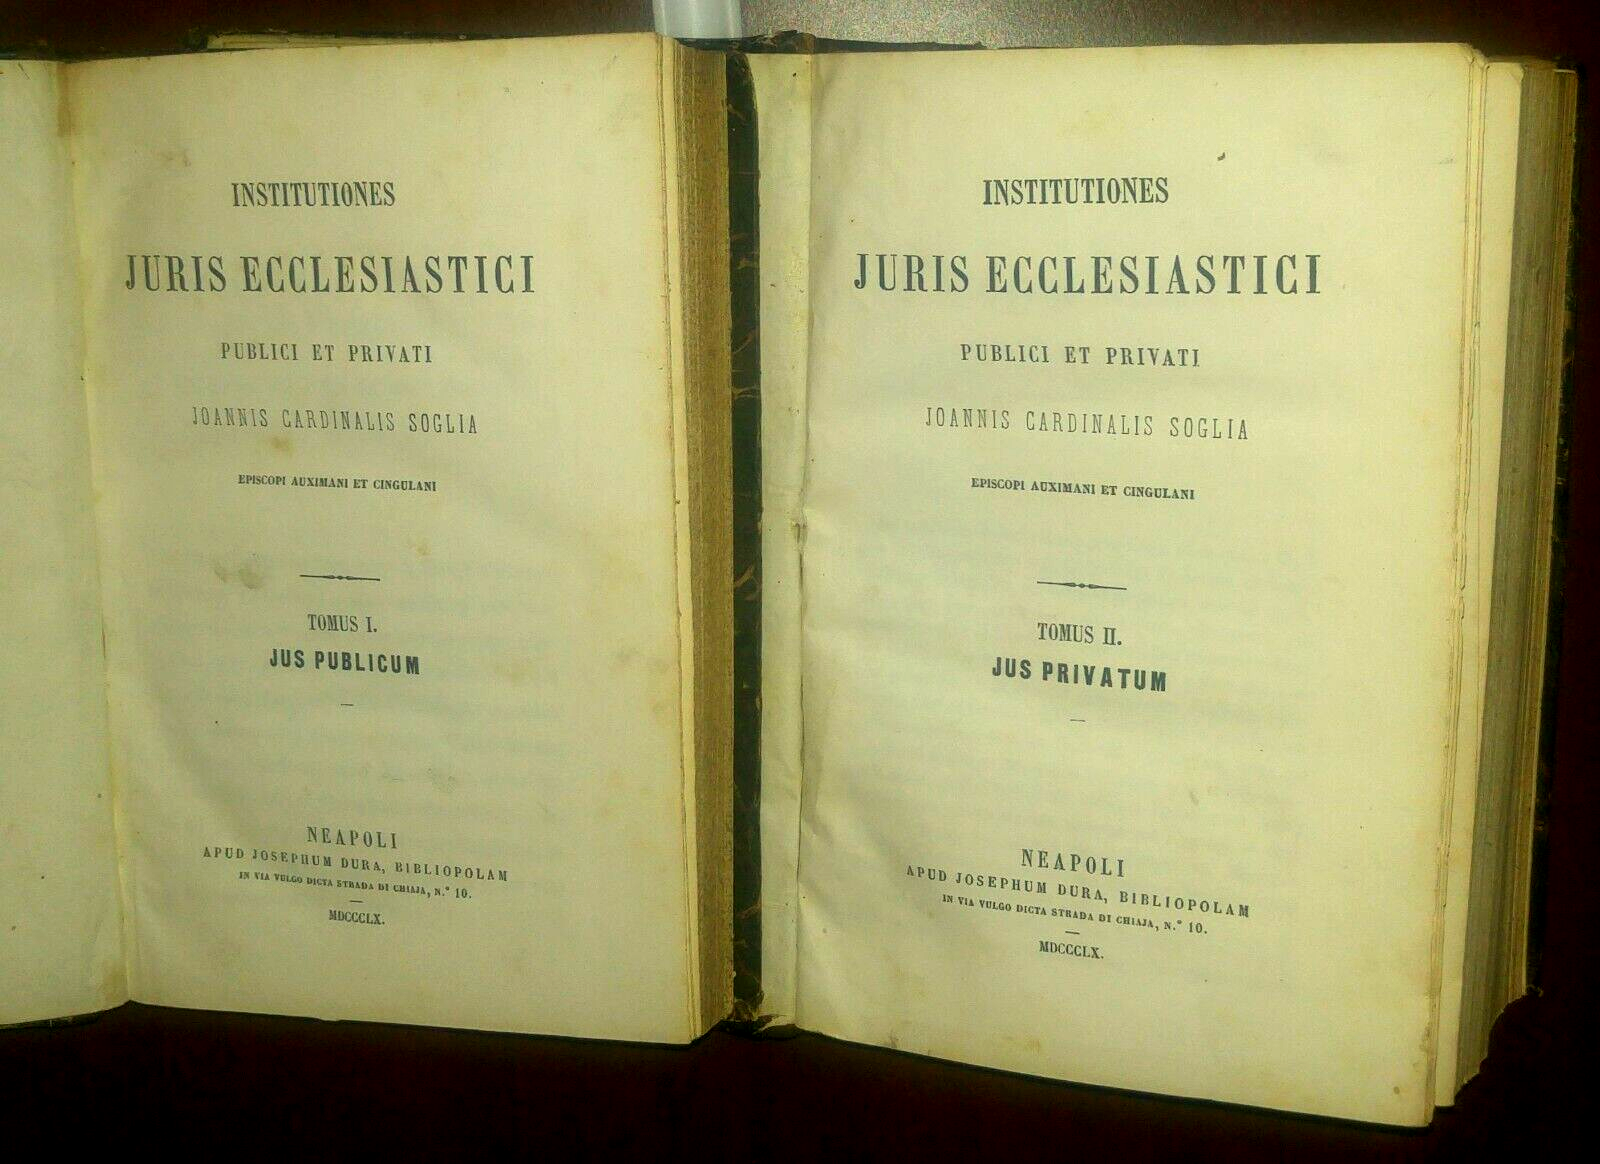 INSTITUTIONES
JURIS ECCLESIASTICI
PUBLICI ET PRIVATI
JOANNIS CARDINALIS SOGLIA
EPISCOPI AUXIMANI ET CINGULANI
TOMUS I.
JUS PUBLICUM
NEAPOLI
APUD JOSEPHUM DURA, BIBLIOPOLAM
IN VIA VULGO DICTA STRADA DI CHIAJA, N.° 10.
MDCCCLX.
INSTITUTIONES
JURIS ECCLESIASTICI
PUBLICI ET PRIVATI
JOANNIS CARDINALIS SOGLIA
EPISCOPI AUXIMANI ET CINGULANI
TOMUS II.
JUS PRIVATUM
NEAPOLI
APUD JOSEPHUM DURA, BIBLIOPOLAM
IN VIA VULGO DICTA STRADA DI CHIAJA, N.° 10.
MDCCCLX.